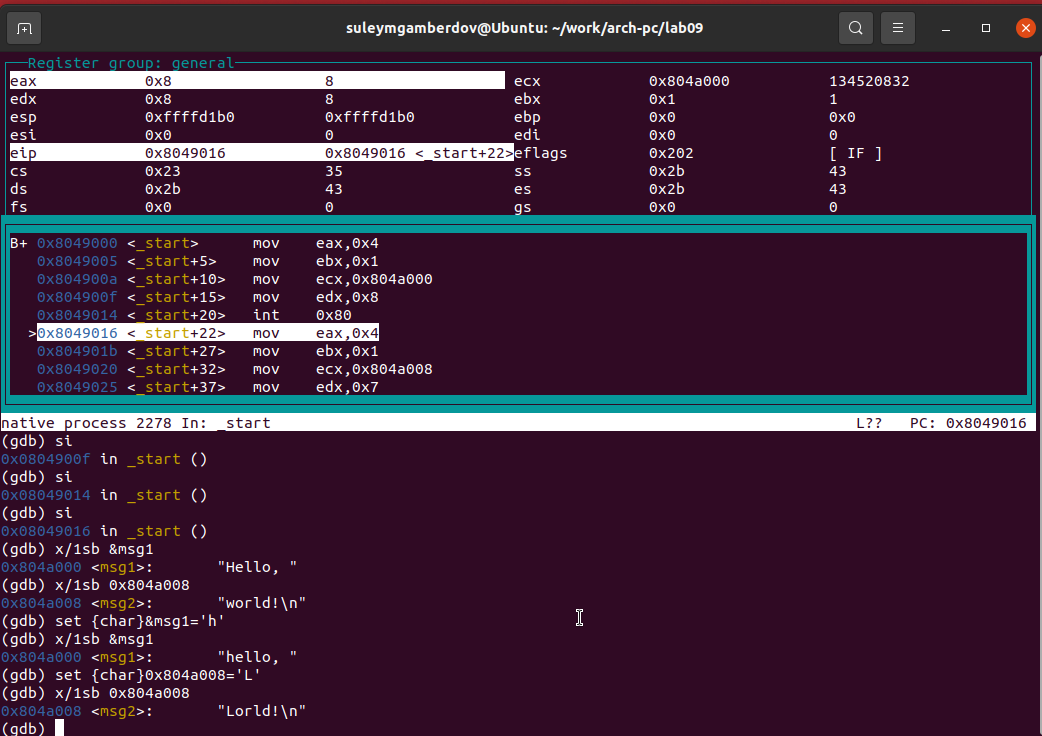 suleymgamberdov@Ubuntu: ~/work/arch-pc/lab09
Register group: general
eax 0x8 8 ecx 0x804a000 134520832
edx 0x8 8 ebx 0x1 1
esp 0xffffd1b0 0xffffd1b0 ebp 0x0 0x0
esi 0x0 0 edi 0x0 0
eip 0x8049016 0x8049016 <_start+22>eflags 0x202 [ IF ]
cs 0x23 35 ss 0x2b 43
ds 0x2b 43 es 0x2b 43
fs 0x0 0 gs 0x0 0
B+ 0x8049000 <_start> mov eax,0x4
0x8049005 <_start+5> mov ebx,0x1
0x804900a <_start+10> mov ecx,0x804a000
0x804900f <_start+15> mov edx,0x8
0x8049014 <_start+20> int 0x80
>0x8049016 <_start+22> mov eax,0x4
0x804901b <_start+27> mov ebx,0x1
0x8049020 <_start+32> mov ecx,0x804a008
0x8049025 <_start+37> mov edx,0x7
native process 2278 In: _start L?? PC: 0x8049016
(gdb) si
0x0804900f in _start ()
(gdb) si
0x08049014 in _start ()
(gdb) si
0x08049016 in _start ()
(gdb) x/1sb &msg1
0x804a000 <msg1>: "Hello, "
(gdb) x/1sb 0x804a008
0x804a008 <msg2>: "world!\n"
(gdb) set {char}&msg1='h'
(gdb) x/1sb &msg1
0x804a000 <msg1>: "hello, "
(gdb) set {char}0x804a008='L'
(gdb) x/1sb 0x804a008
0x804a008 <msg2>: "Lorld!\n"
(gdb)